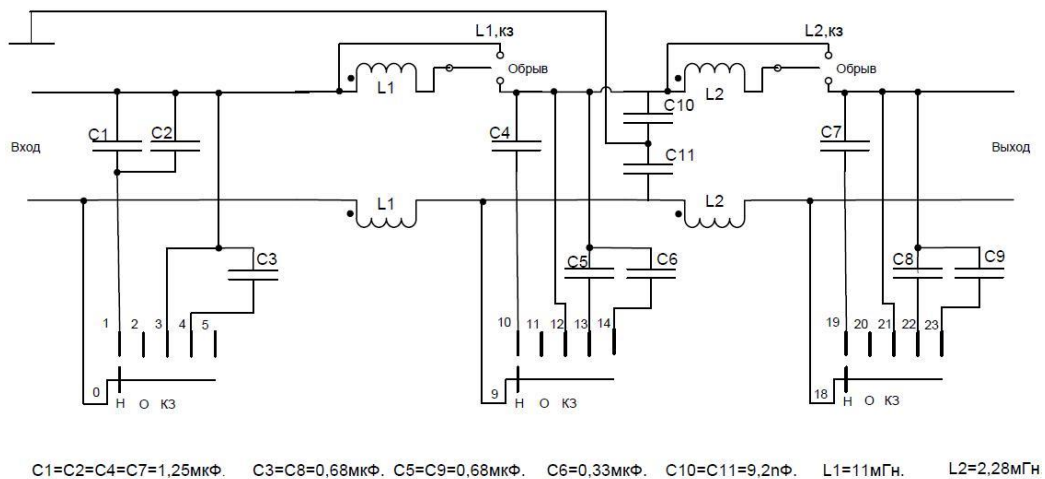 L1,кз
L2,кз
Обрыв
Обрыв
L1
L2
C10
C1
C2
C4
C7
Вход
C11
Выход
L1
L2
C3
C5
C6
C8
C9
1
2
3
4
5
10
11
12
13
14
19
20
21
22
23
0
9
18
Н О КЗ
Н О КЗ
Н О КЗ
C1=C2=C4=C7=1,25мкФ. C3=C8=0,68мкФ. C5=C9=0,68мкФ. C6=0,33мкФ. C10=C11=9,2пФ. L1=11мГн. L2=2,28мГн.